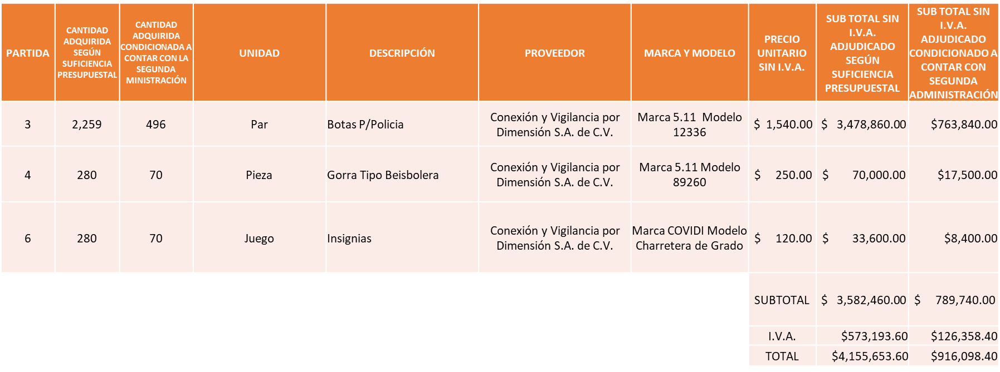 PARTIDA
CANTIDAD
ADQUIRIDA
SEGÚN
SUFICIENCIA
PRESUPUESTAL
CANTIDAD
ADQUIRIDA
CONDICIONADA A
CONTAR CON LA
SEGUNDA
MINISTRACIÓN
UNIDAD
DESCRIPCIÓN
PROVEEDOR
MARCA Y MODELO
PRECIO
UNITARIO
SIN I.V.A.
SUB TOTAL SIN
I.V.A.
ADJUDICADO
SEGÚN
SUFICIENCIA
PRESUPUESTAL
SUB TOTAL SIN
I.V.A.
ADJUDICADO
CONDICIONADO A
CONTAR CON
SEGUNDA
ADMINISTRACIÓN
3
2,259
496
Par
Botas P/Policia
Conexión y Vigilancia por
Dimensión S.A. de C.V.
Marca 5.11 Modelo
12336
$ 1,540.00
$ 3,478,860.00
$763,840.00
4
280
70
Pieza
Gorra Tipo Beisbolera
Conexión y Vigilancia por
Dimensión S.A. de C.V.
Marca 5.11 Modelo
89260
$ 250.00
$ 70,000.00
$17,500.00
6
280
70
Juego
Insignias
Conexión y Vigilancia por
Dimensión S.A. de C.V.
Marca COVIDI Modelo
Charretera de Grado
$ 120.00
$ 33,600.00
$8,400.00
SUBTOTAL
$ 3,582,460.00
$ 789,740.00
I.V.A.
$573,193.60
$126,358.40
TOTAL
$4,155,653.60
$916,098.40